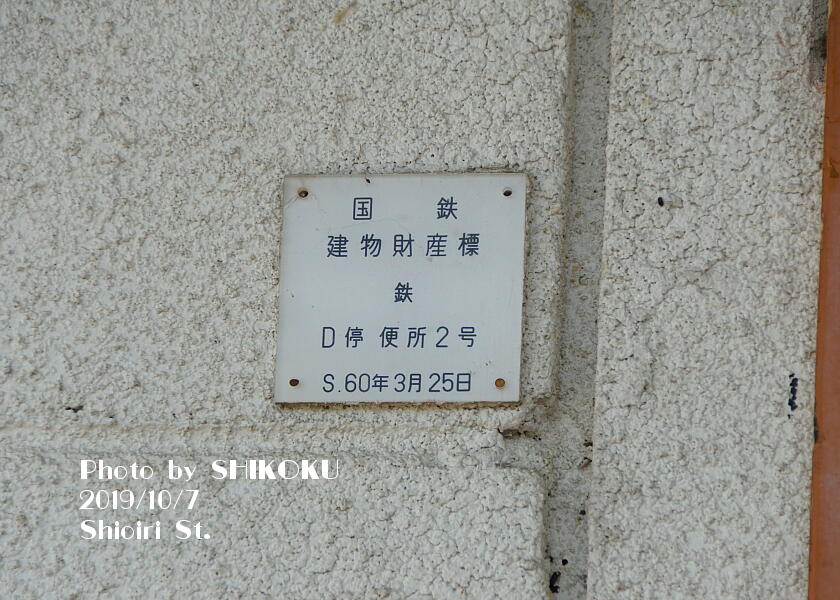 国 鉄
建物財産標
鉄
D停 便所2号
S.60年3月25日
Photo by SHIKOKU
2019/10/7
Shioiri St.